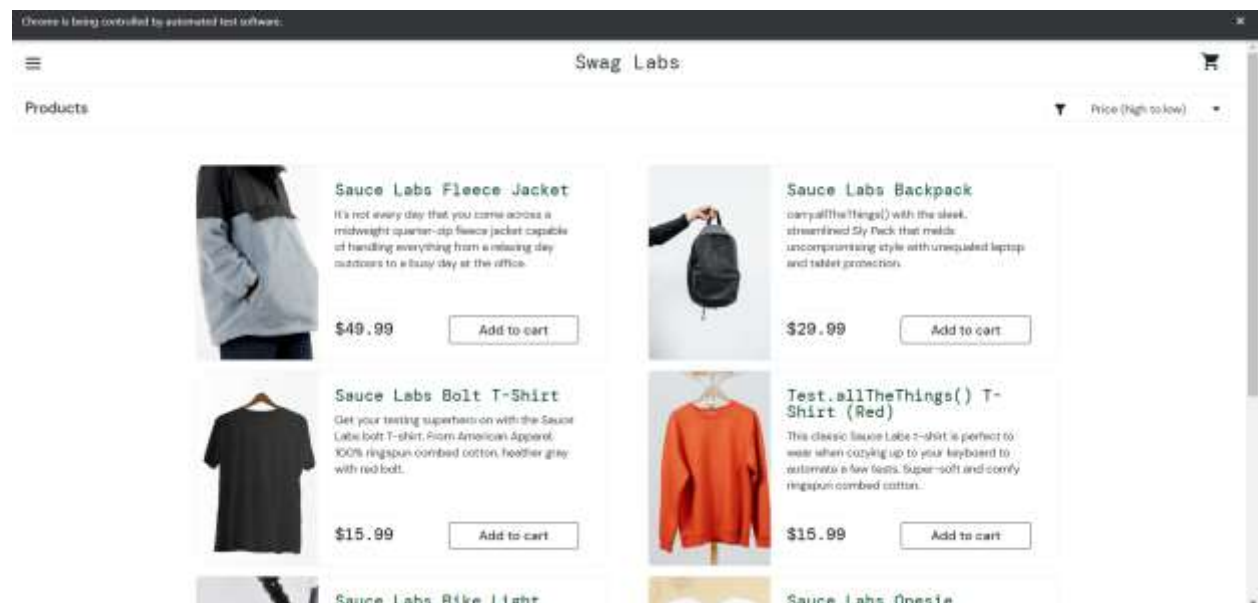 Chrome is being controlled by automated test software.
Swag Labs
Products
Price (high to low)
Sauce Labs Fleece Jacket
It's not every day that you come across a
midweight quarter-zip fleece jacket capable
of handling everything from a relaxing day
outdoors to a busy day at the office.
$49.99
Add to cart
Sauce Labs Backpack
carry.allTheThings() with the sleek,
streamlined Sly Pack that melds
uncompromising style with unequaled laptop
and tablet protection.
$29.99
Add to cart
Sauce Labs Bolt T-Shirt
Get your testing superhero on with the Sauce
Labs bolt T-shirt. From American Apparel,
100% ringspun combed cotton, heather gray
with red bolt.
$15.99
Add to cart
Test.allTheThings() T-
Shirt (Red)
This classic Sauce Labs t-shirt is perfect to
wear when cozying up to your keyboard to
automate a few tests. Super-soft and comfy
ringspun combed cotton.
$15.99
Add to cart
Sauce Labs Bike Light
Sauce Labs Onesie